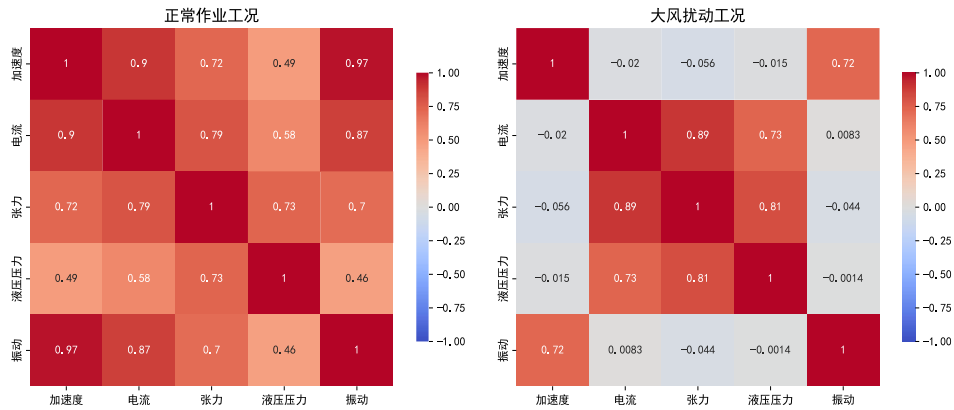 正常作业工况
加速度 1 0.9 0.72 0.49 0.97
电流 0.9 1 0.79 0.58 0.87
张力 0.72 0.79 1 0.73 0.7
液压压力 0.49 0.58 0.73 1 0.46
振动 0.97 0.87 0.7 0.46 1
加速度 电流 张力 液压压力 振动
1.00
0.75
0.50
0.25
0.00
-0.25
-0.50
-0.75
-1.00
大风扰动工况
加速度 1 -0.02 -0.056 -0.015 0.72
电流 -0.02 1 0.89 0.73 0.0083
张力 -0.056 0.89 1 0.81 -0.044
液压压力 -0.015 0.73 0.81 1 -0.0014
振动 0.72 0.0083 -0.044 -0.0014 1
加速度 电流 张力 液压压力 振动
1.00
0.75
0.50
0.25
0.00
-0.25
-0.50
-0.75
-1.00